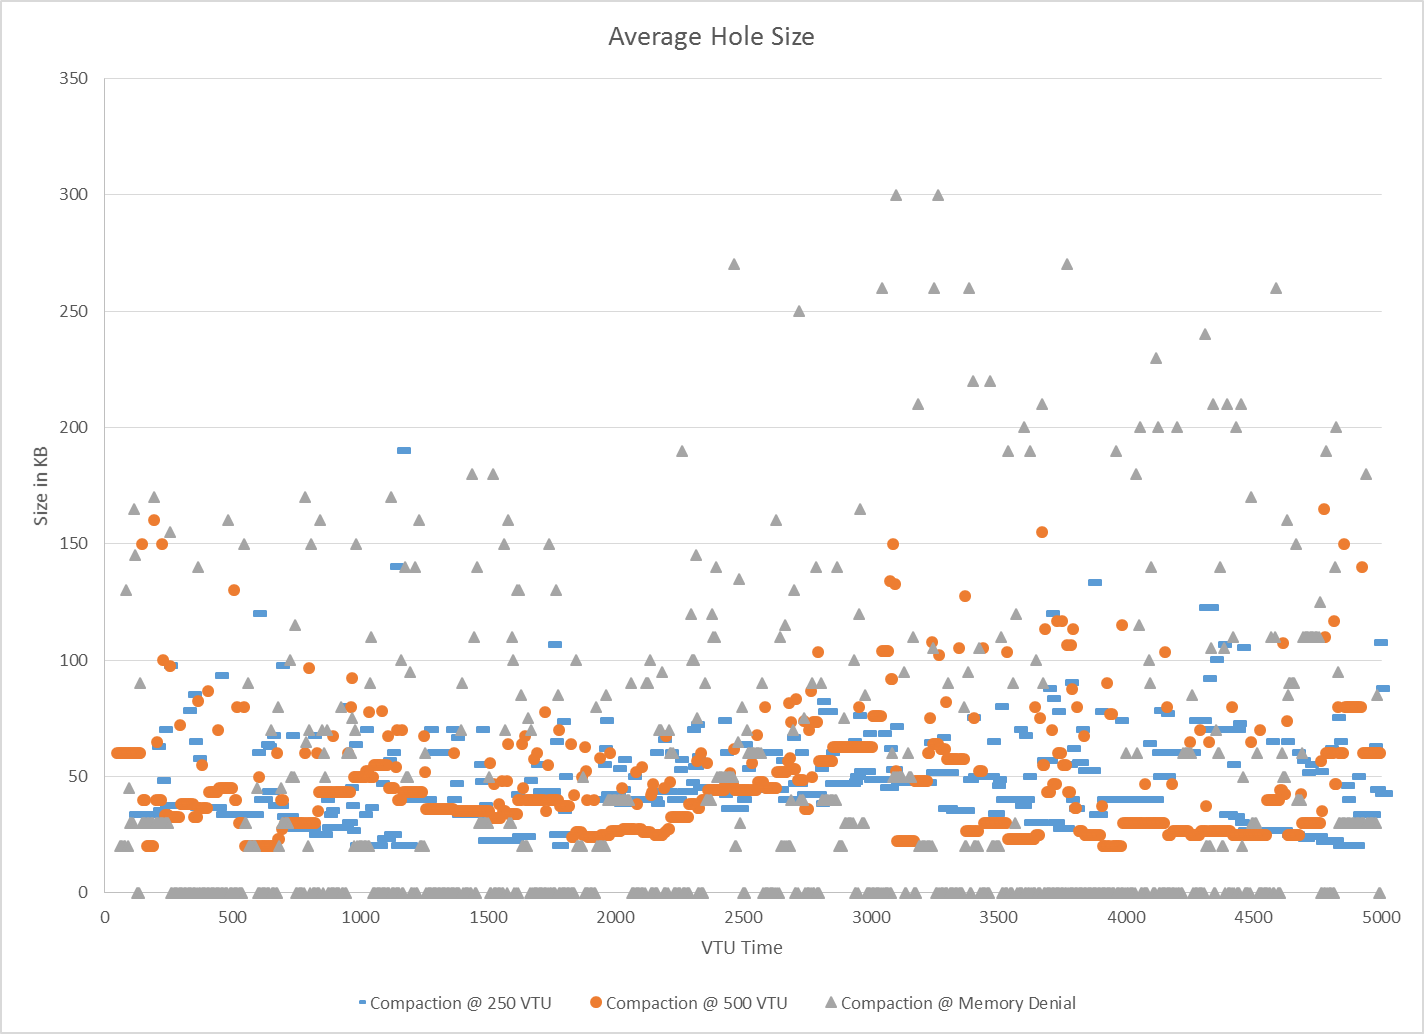 Average Hole Size
350
300
250
200
150
100
50
0
Size in KB
0 500 1000 1500 2000 2500 3000 3500 4000 4500 5000
VTU Time
Compaction @ 250 VTU Compaction @ 500 VTU Compaction @ Memory Denial